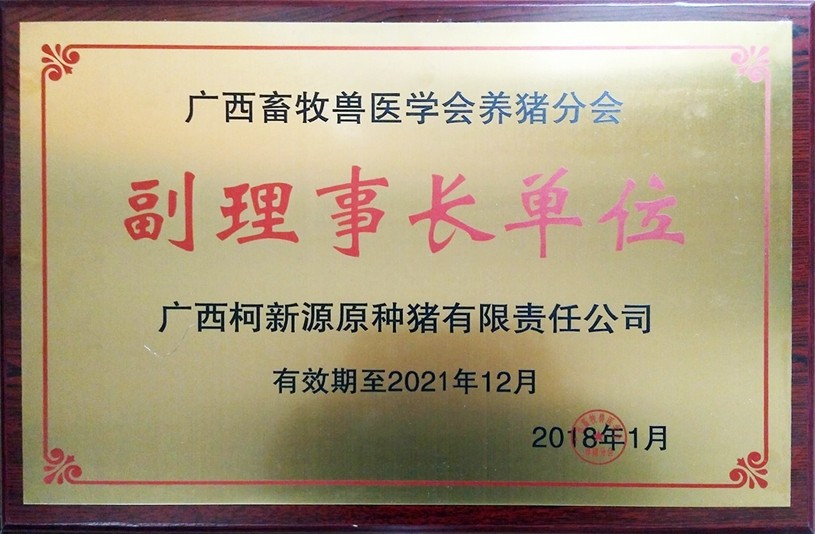 广西畜牧兽医学会养猪分会
副理事长单位
广西柯新源原种猪有限责任公司
有效期至2021年12月
2018年1月